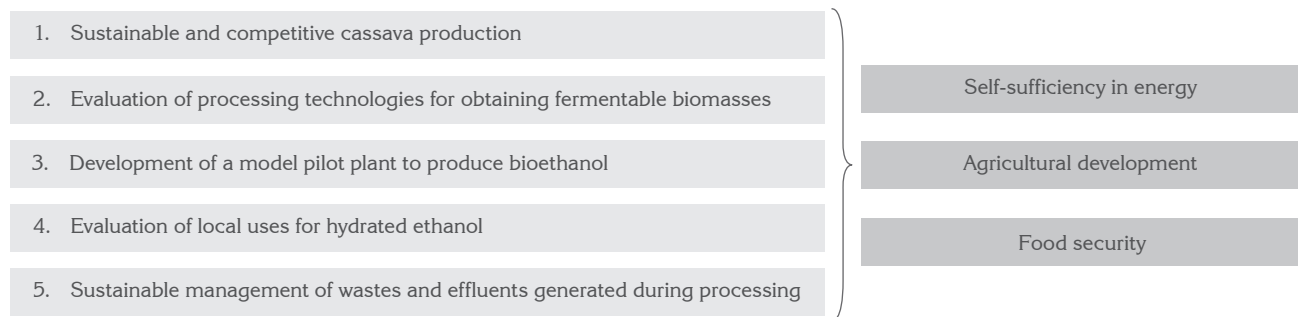 1. Sustainable and competitive cassava production
2. Evaluation of processing technologies for obtaining fermentable biomasses
3. Development of a model pilot plant to produce bioethanol
4. Evaluation of local uses for hydrated ethanol
5. Sustainable management of wastes and effluents generated during processing
Self-sufficiency in energy
Agricultural development
Food security